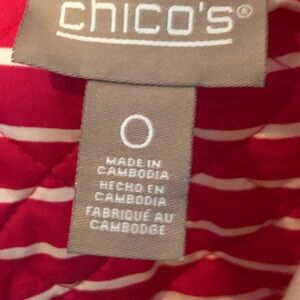 chico's®
0
MADE IN
CAMBODIA
HECHO EN
CAMBODIA
FABRIQUÉ AU
CAMBODGE